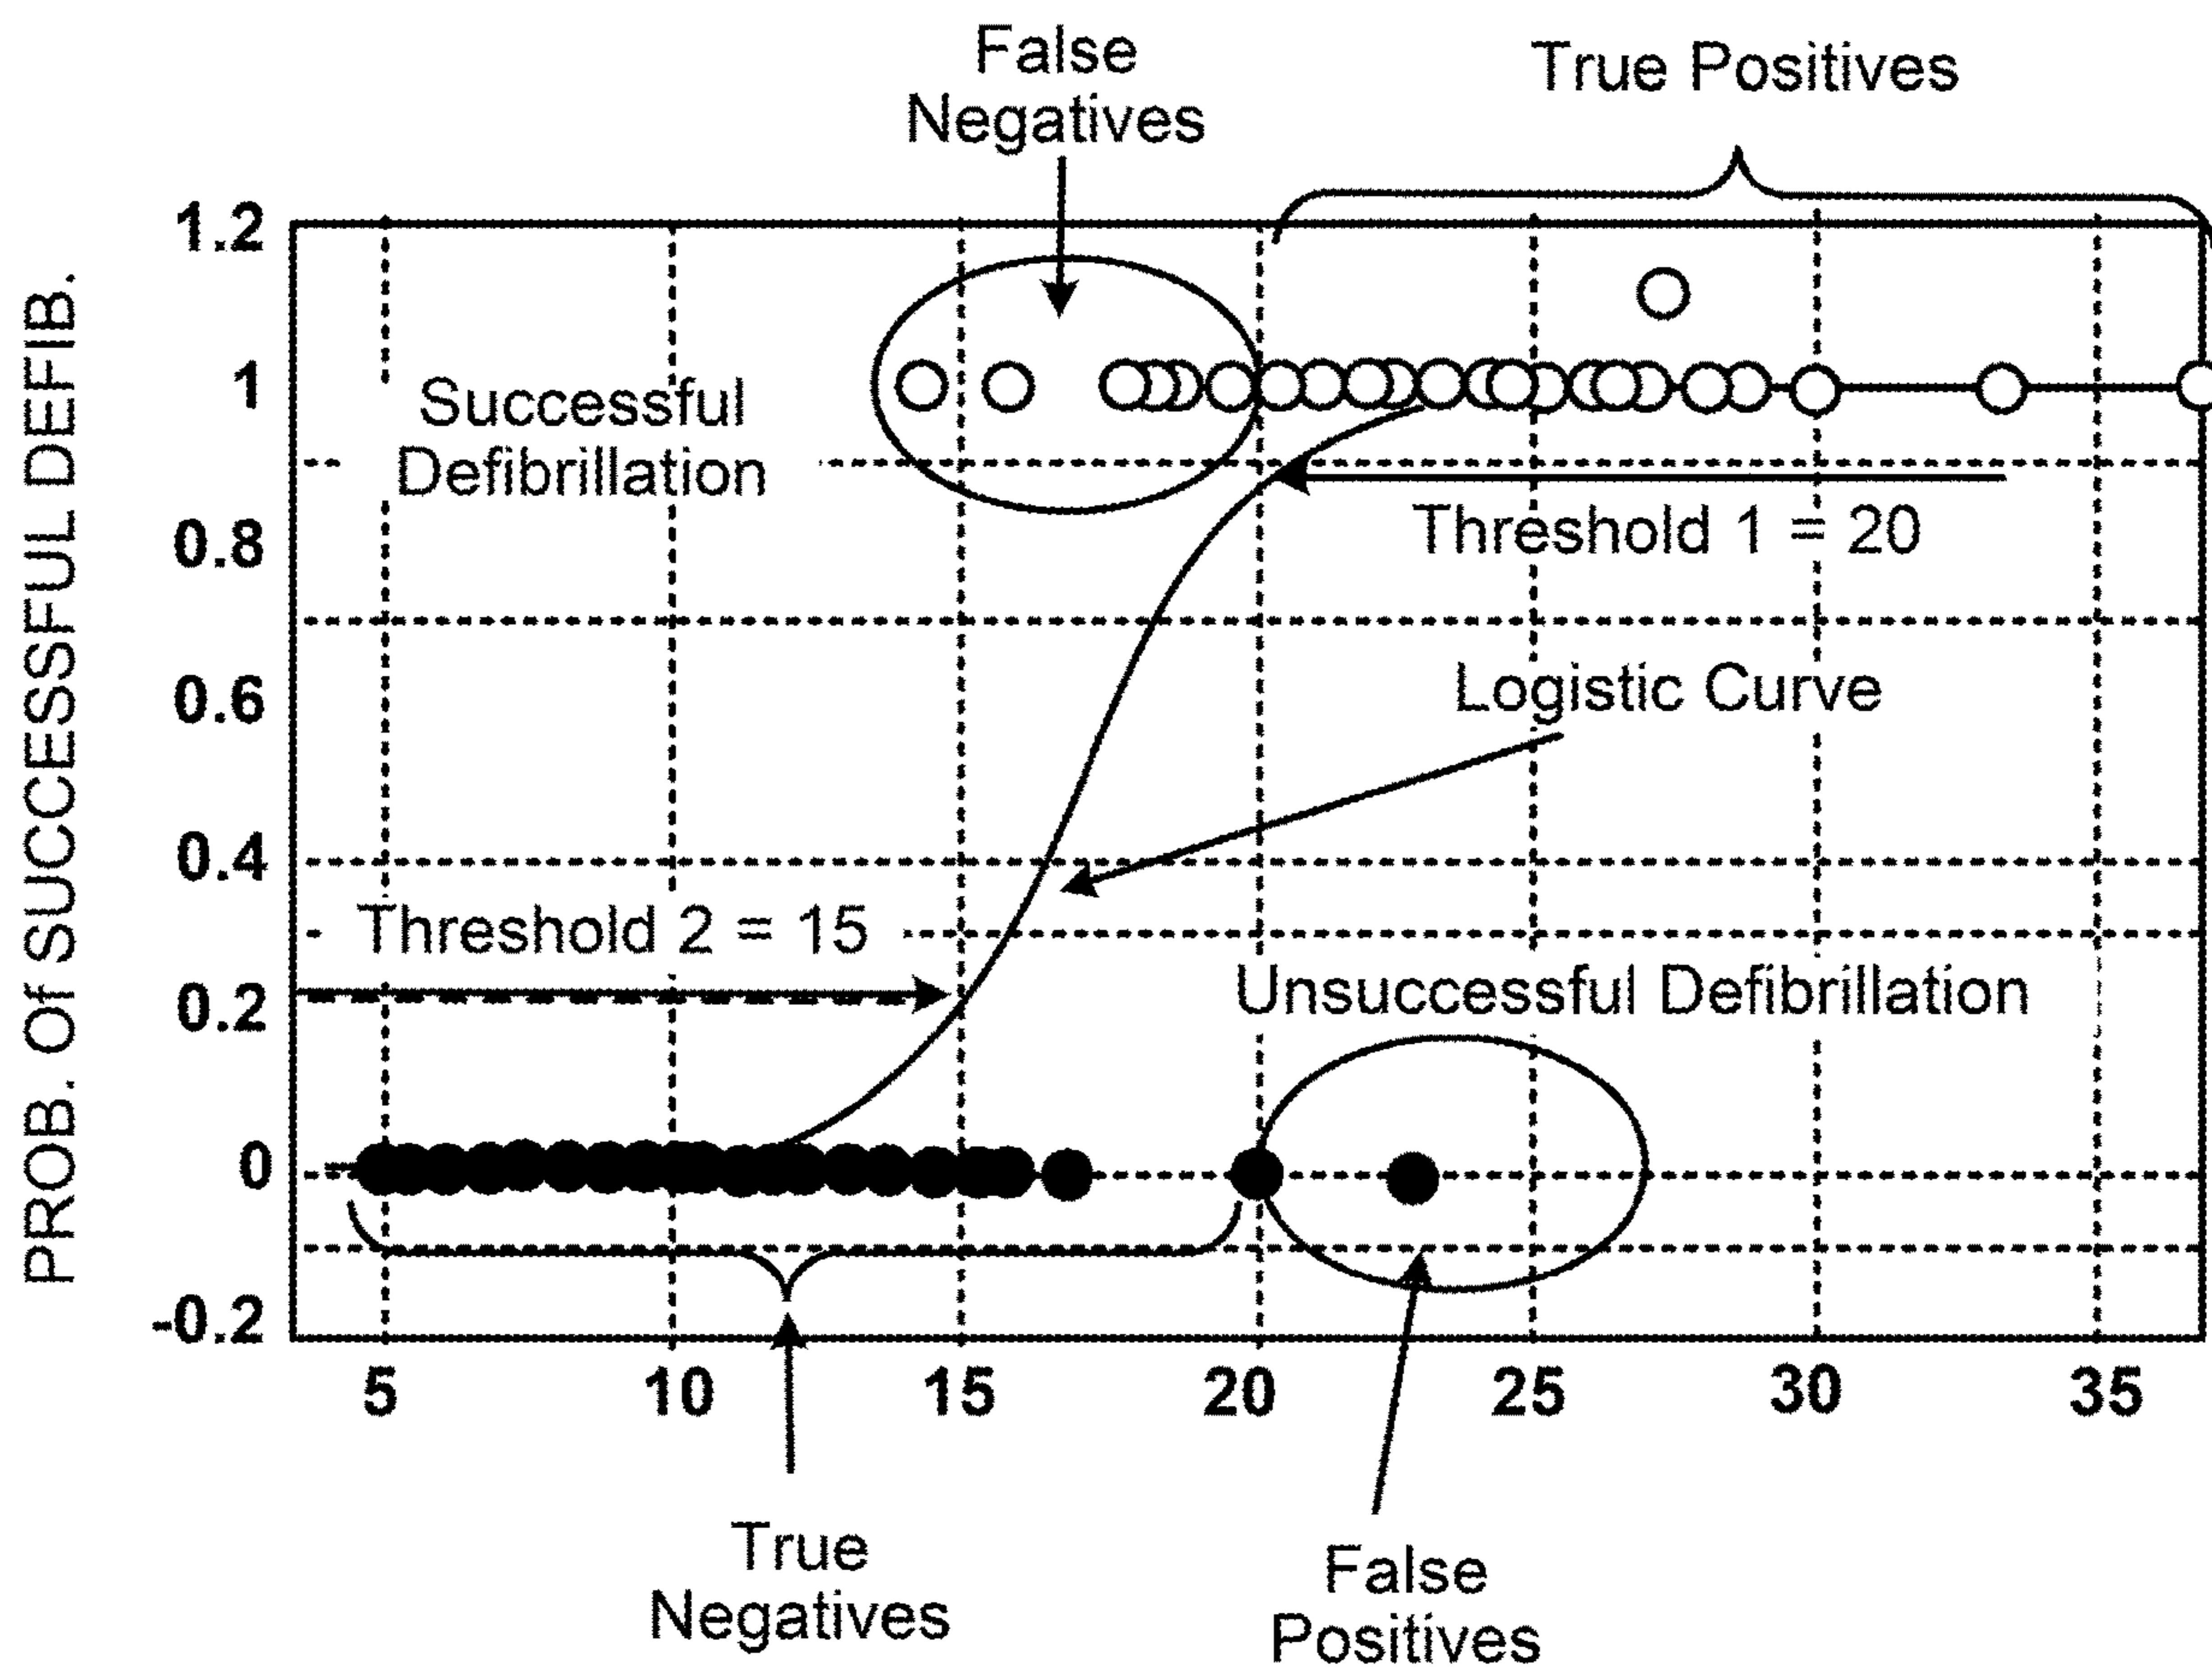 False
Negatives
True Positives
PROB. Of SUCCESSFUL DEFIB.
1.2
1
0.8
0.6
0.4
0.2
0
-0.2
Successful
Defibrillation
Threshold 1 = 20
Logistic Curve
Threshold 2 = 15
Unsuccessful Defibrillation
5 10 15 20 25 30 35
True
Negatives
False
Positives